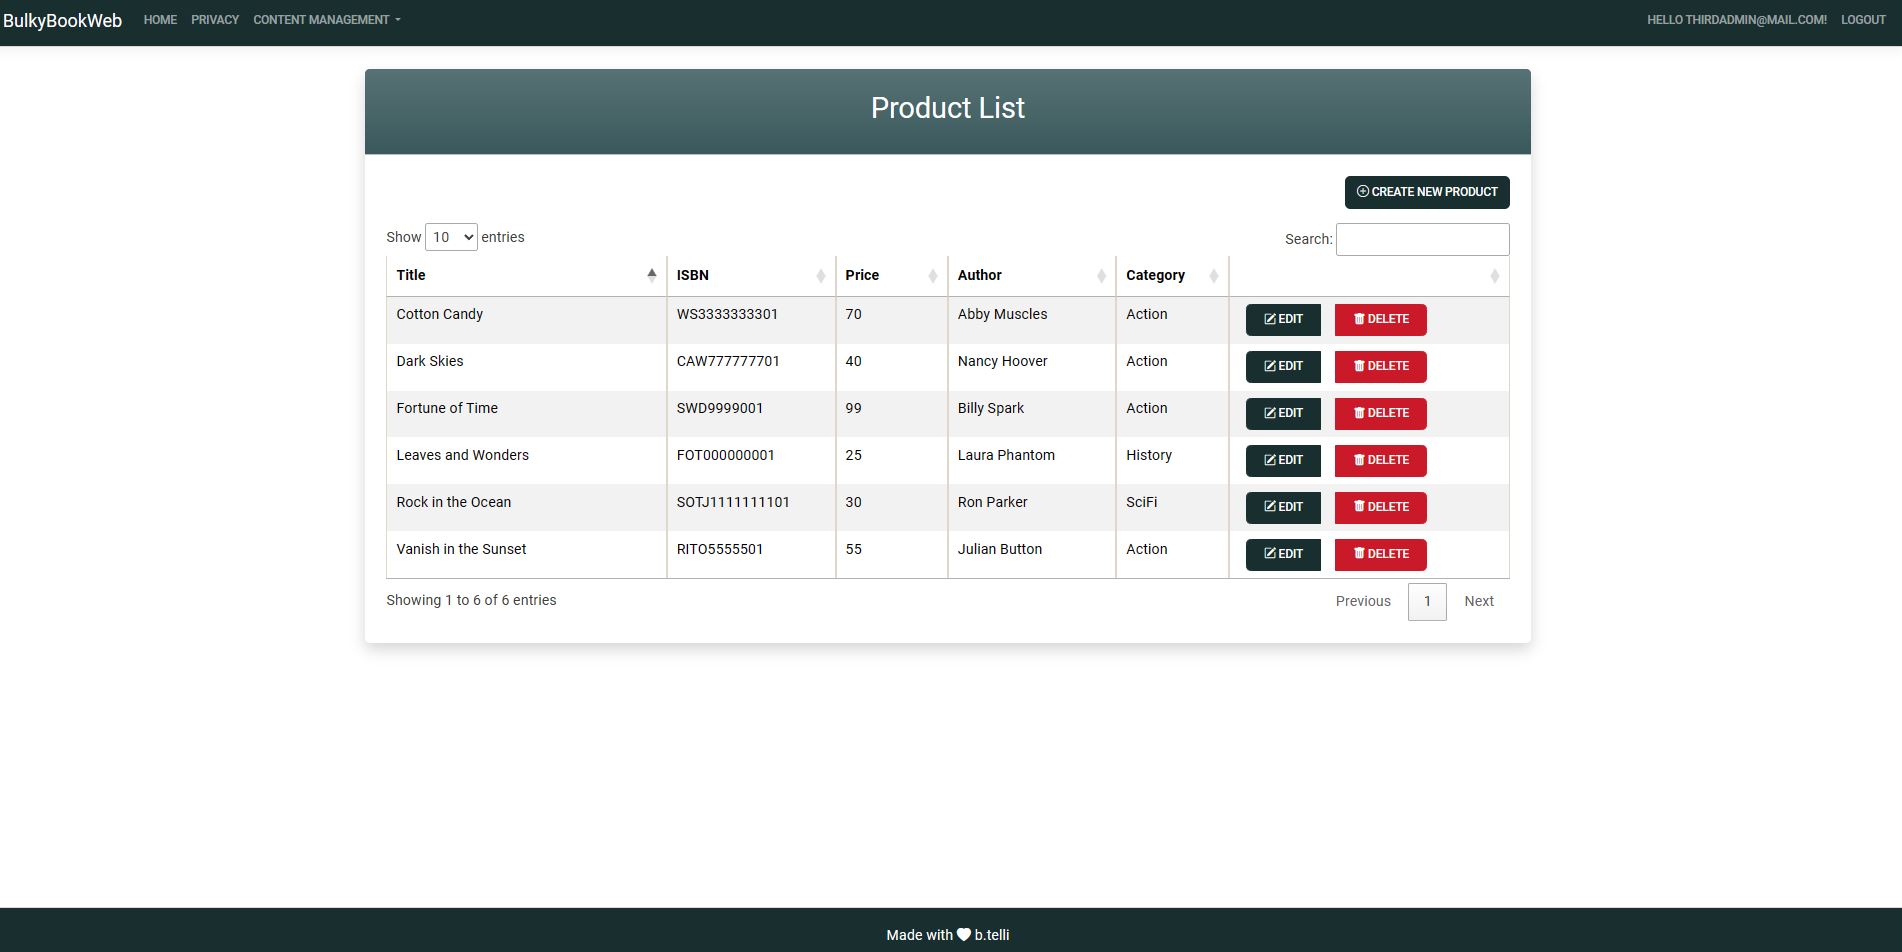 BulkyBookWeb HOME PRIVACY CONTENT MANAGEMENT HELLO THIRDADMIN@MAIL.COM! LOGOUT
Product List
CREATE NEW PRODUCT
Show 10 entries Search:
Title ISBN Price Author Category
Cotton Candy WS3333333301 70 Abby Muscles Action EDIT DELETE
Dark Skies CAW777777701 40 Nancy Hoover Action EDIT DELETE
Fortune of Time SWD9999001 99 Billy Spark Action EDIT DELETE
Leaves and Wonders FOT000000001 25 Laura Phantom History EDIT DELETE
Rock in the Ocean SOTJ1111111101 30 Ron Parker SciFi EDIT DELETE
Vanish in the Sunset RITO5555501 55 Julian Button Action EDIT DELETE
Showing 1 to 6 of 6 entries Previous 1 Next
Made with b.telli